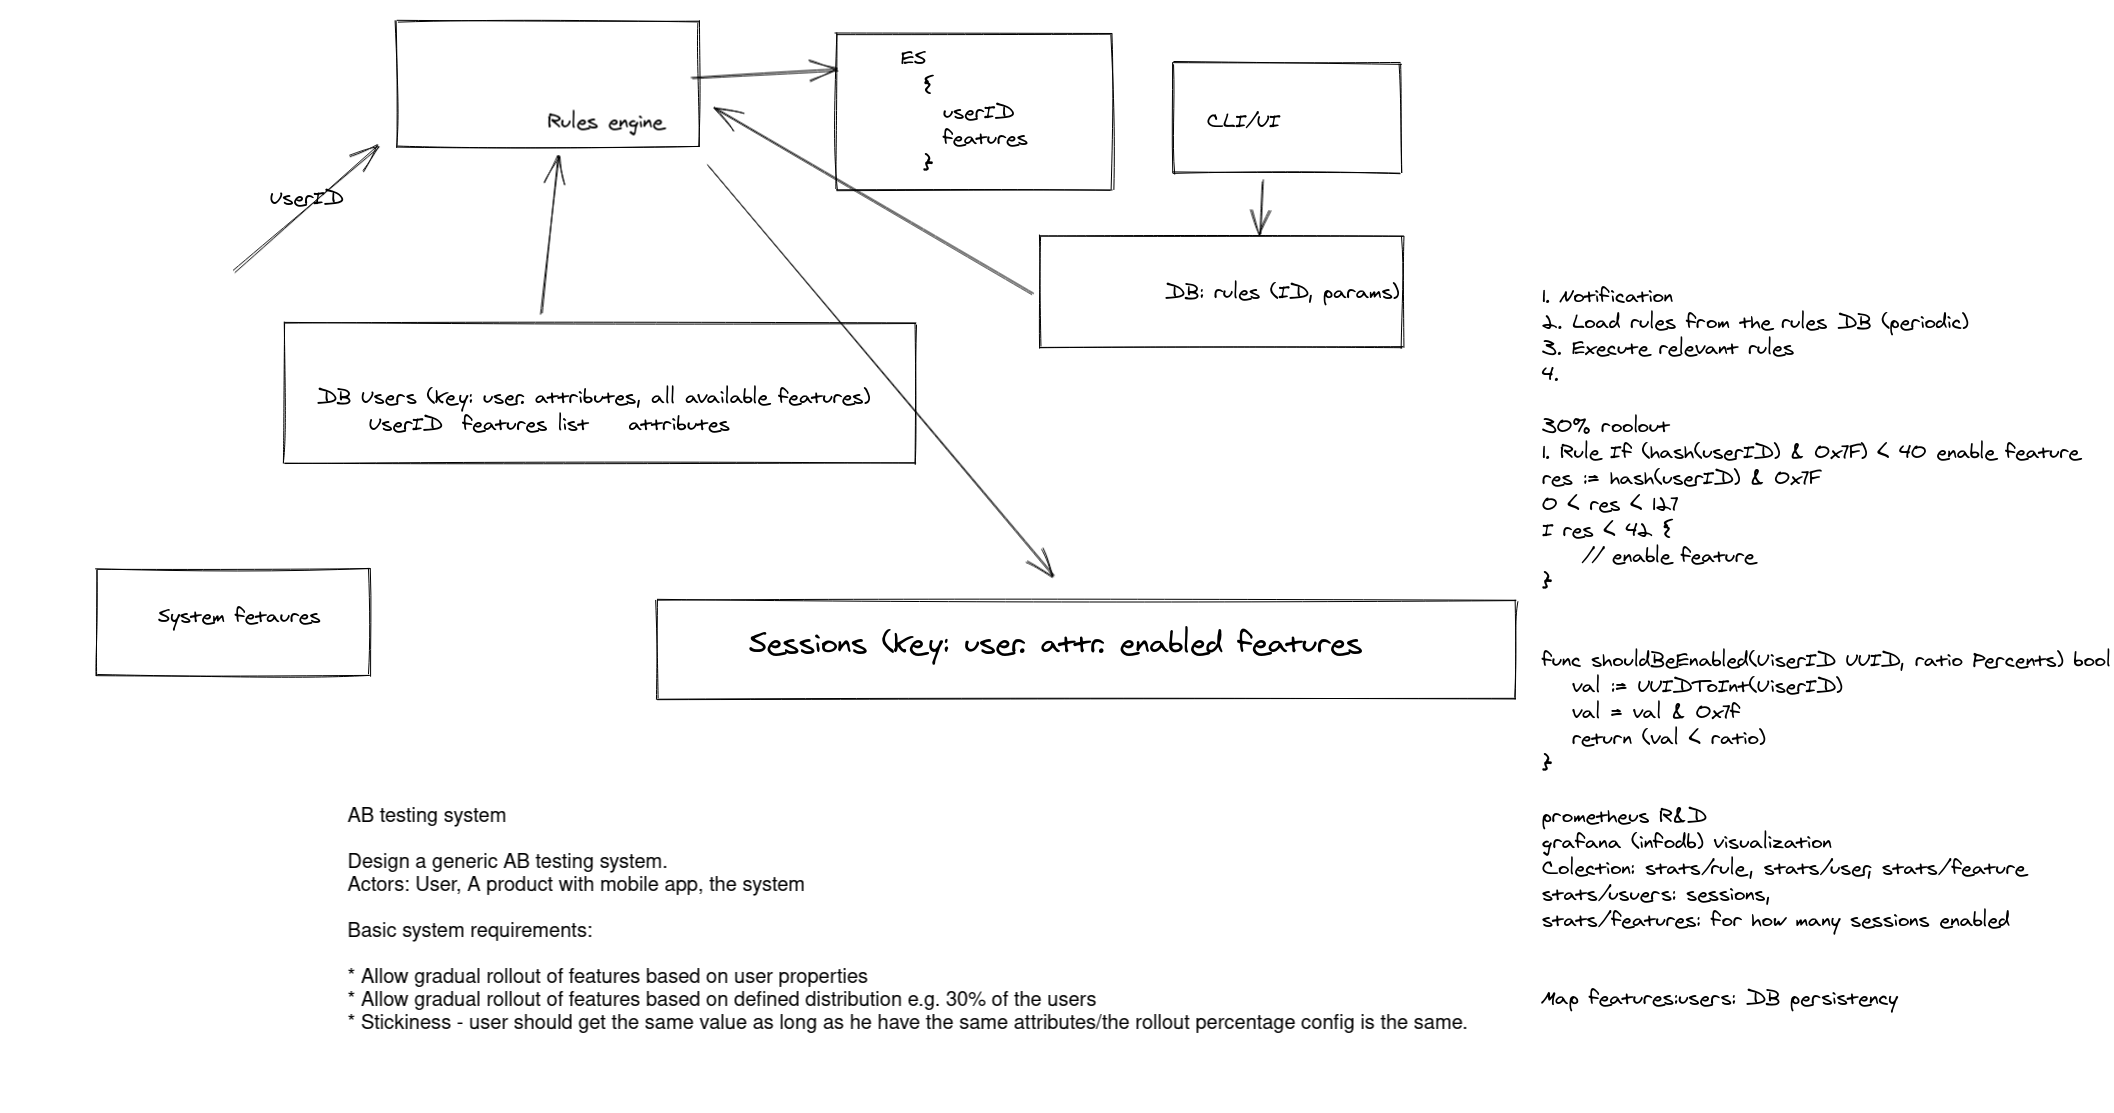 Rules engine
ES
{
userID
features
}
CLI/UI
UserID
DB: rules (ID, params)
DB Users (key: user. attributes, all available features)
UserID features list attributes
System fetaures
Sessions (key: user. attr. enabled features
1. Notification
2. Load rules from the rules DB (periodic)
3. Execute relevant rules
4.
30% roolout
1. Rule If (hash(userID) & 0x7F) < 40 enable feature
res := hash(userID) & 0x7F
0 < res < 127
I res < 42 {
// enable feature
}
func shouldBeEnabled(UiserID UUID, ratio Percents) bool
val := UUIDToInt(UiserID)
val = val & 0x7f
return (val < ratio)
}
prometheus R&D
grafana (infodb) visualization
Colection: stats/rule, stats/user, stats/feature
stats/usuers: sessions,
stats/features: for how many sessions enabled
Map features:users: DB persistency
AB testing system
Design a generic AB testing system.
Actors: User, A product with mobile app, the system
Basic system requirements:
* Allow gradual rollout of features based on user properties
* Allow gradual rollout of features based on defined distribution e.g. 30% of the users
* Stickiness - user should get the same value as long as he have the same attributes/the rollout percentage config is the same.